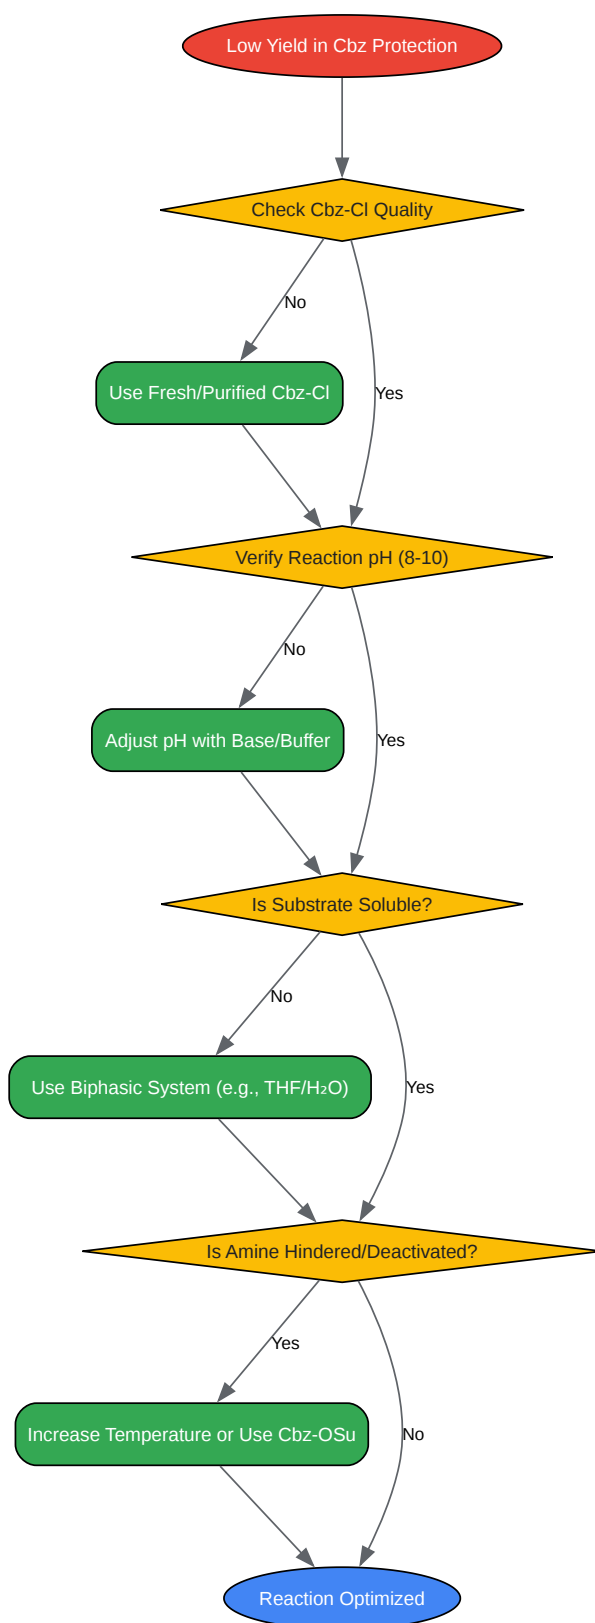 Low Yield in Cbz Protection
Check Cbz-Cl Quality
No
Use Fresh/Purified Cbz-Cl
Yes
Verify Reaction pH (8-10)
No
Adjust pH with Base/Buffer
Yes
Is Substrate Soluble?
No
Use Biphasic System (e.g., THF/H₂O)
Yes
Is Amine Hindered/Deactivated?
Yes
Increase Temperature or Use Cbz-OSu
No
Reaction Optimized